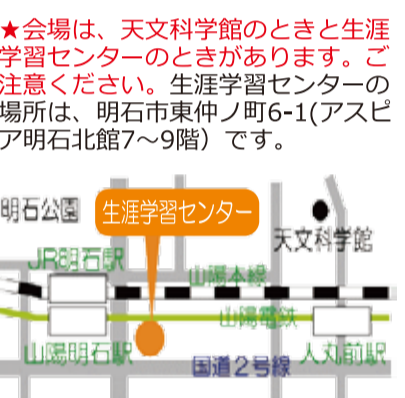 ★会場は、天文科学館のときと生涯
学習センターのときがあります。ご
注意ください。生涯学習センターの
場所は、明石市東仲ノ町6-1(アスピ
ア明石北館7～9階）です。
明石公園
生涯学習センター
天文科学館
JR明石駅
山陽本線
山陽電鉄
山陽明石駅
国道2号線
人丸前駅